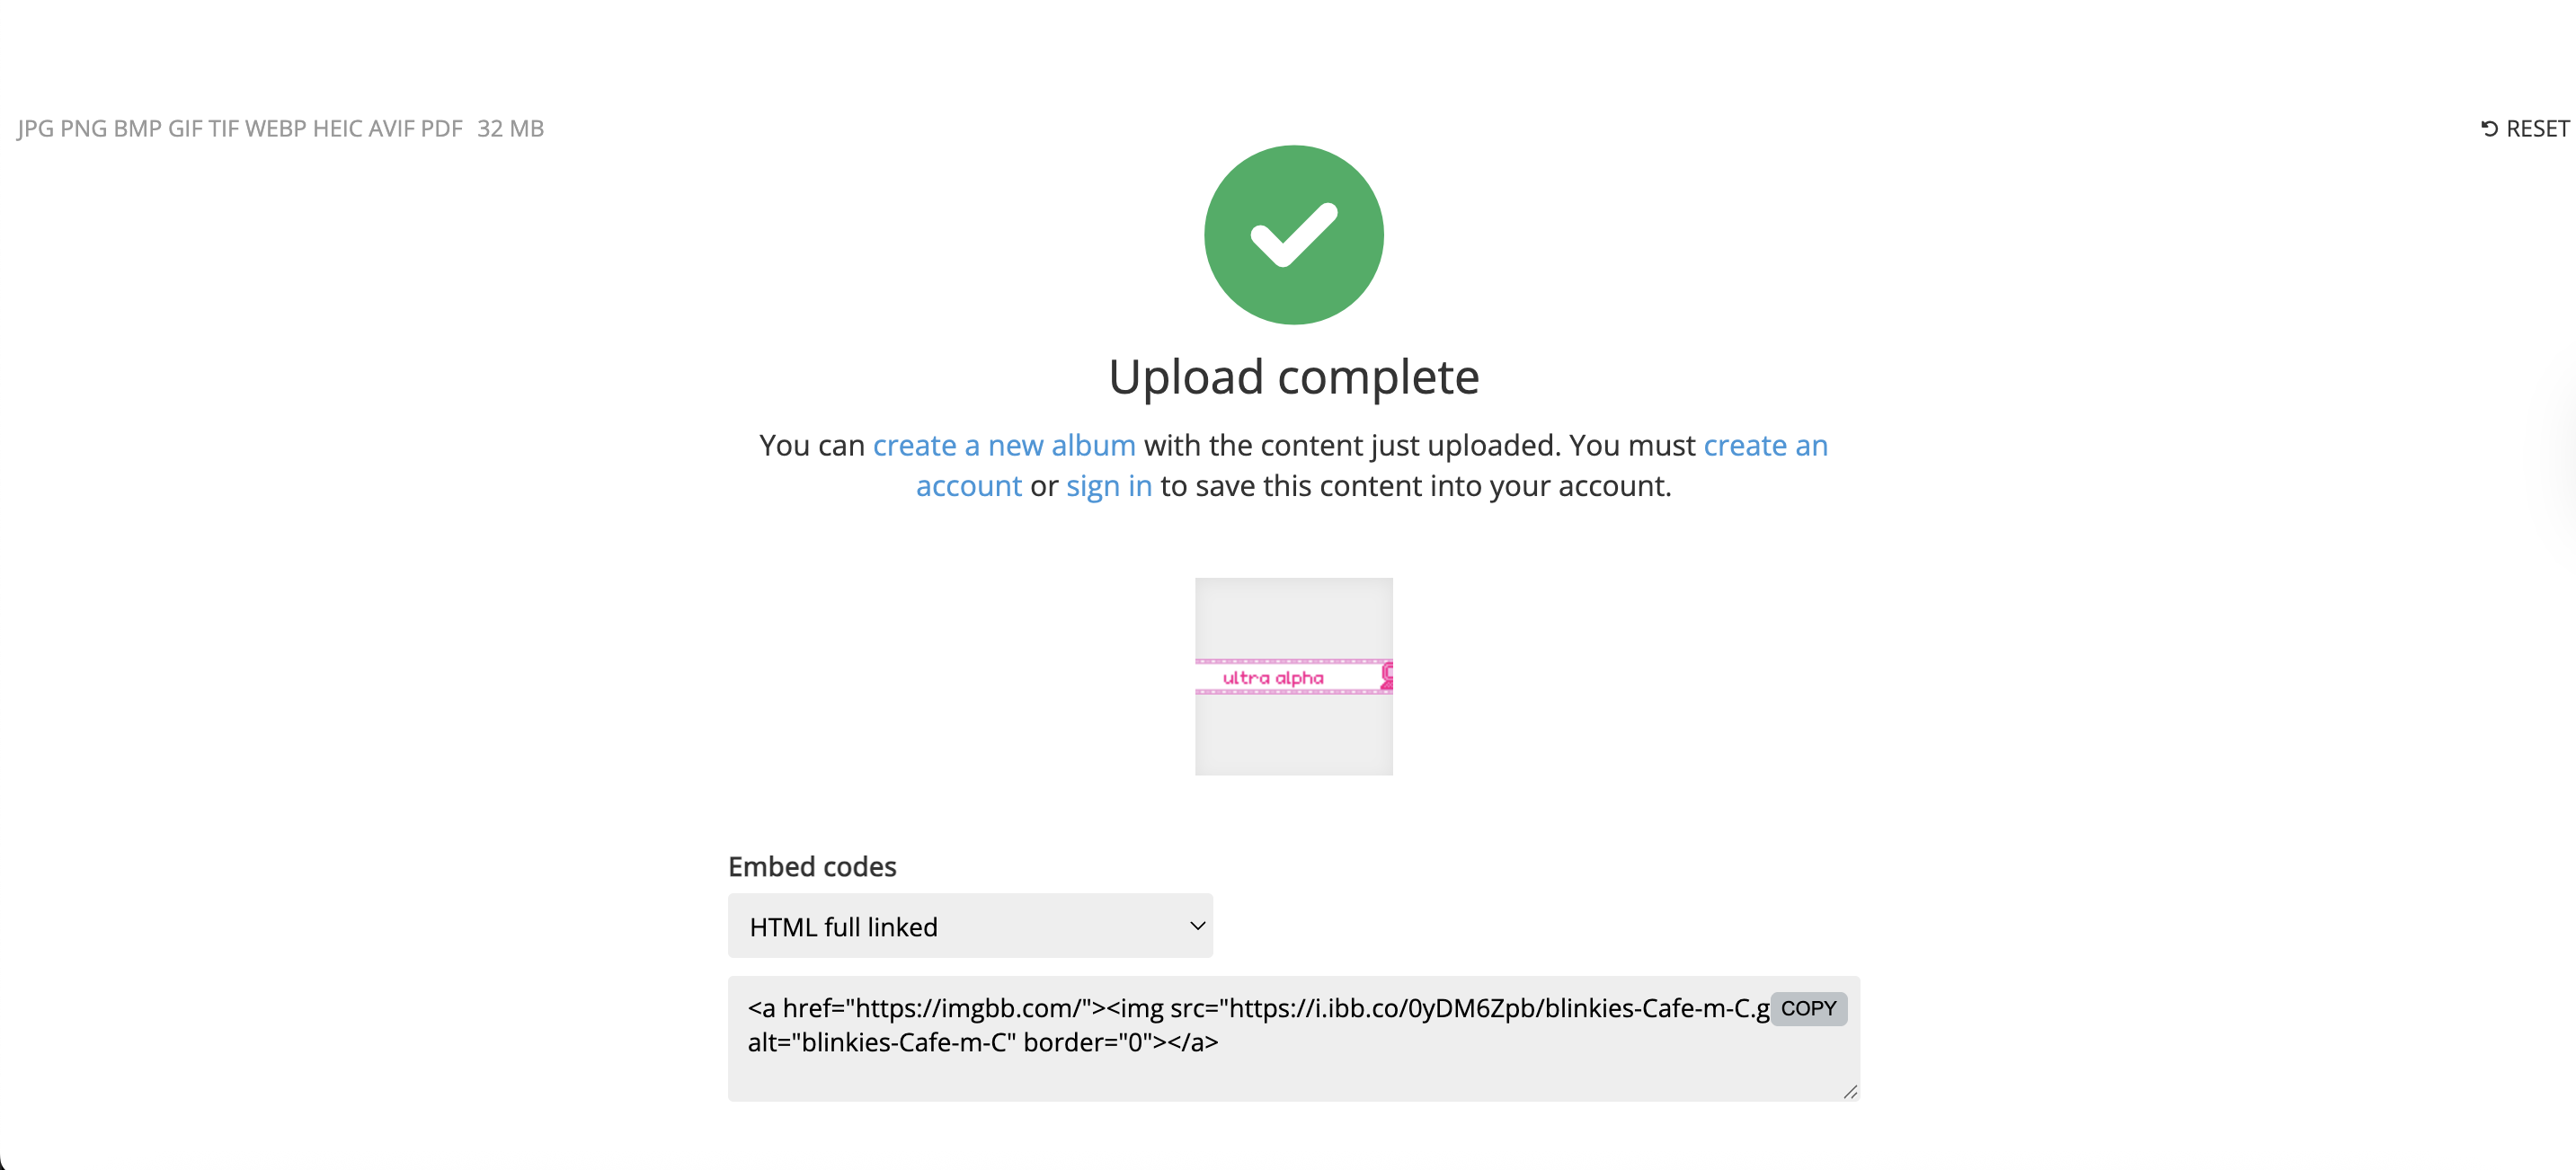 JPG PNG BMP GIF TIF WEBP HEIC AVIF PDF 32 MB
RESET
Upload complete
You can create a new album with the content just uploaded. You must create an
account or sign in to save this content into your account.
ultra alpha
Embed codes
HTML full linked
<a href="https://imgbb.com/"><img src="https://i.ibb.co/0yDM6Zpb/blinkies-Cafe-m-C.g
COPY
alt="blinkies-Cafe-m-C" border="0"></a>